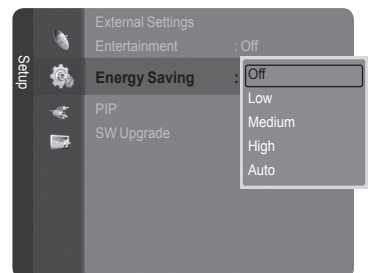 Setup
External Settings
Entertainment : Off
Energy Saving :
Off
Low
Medium
High
Auto
PIP
SW Upgrade